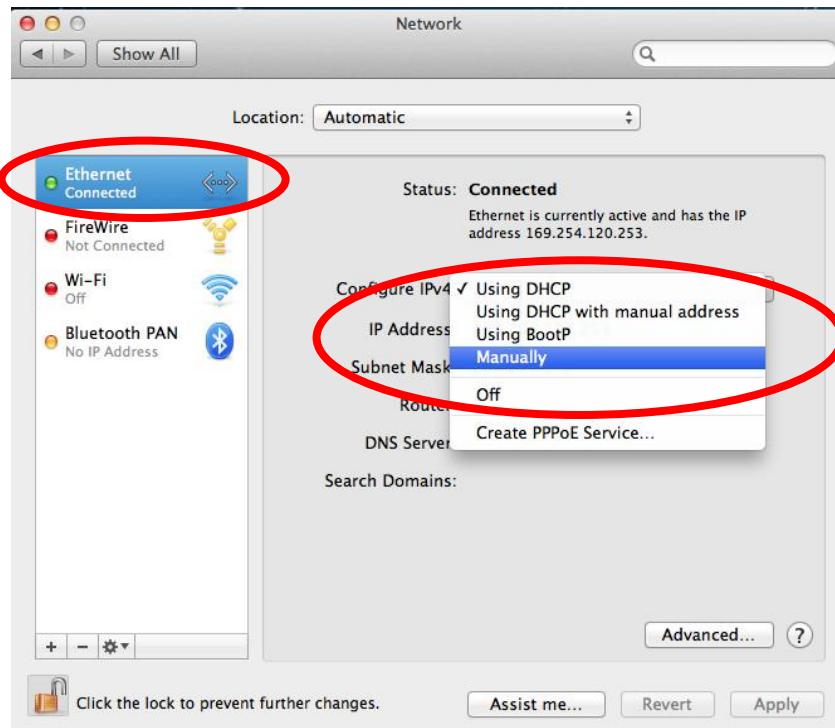 Network
Show All
Location: Automatic
Ethernet
Connected
FireWire
Not Connected
Wi-Fi
Off
Bluetooth PAN
No IP Address
Status: Connected
Ethernet is currently active and has the IP
address 169.254.120.253.
Configure IPv4 ✓ Using DHCP
Using DHCP with manual address
IP Address
Using BootP
Manually
Subnet Mask
Off
Router
Create PPPoE Service...
DNS Server
Search Domains:
Advanced... ?
+ -
Click the lock to prevent further changes.
Assist me... Revert Apply